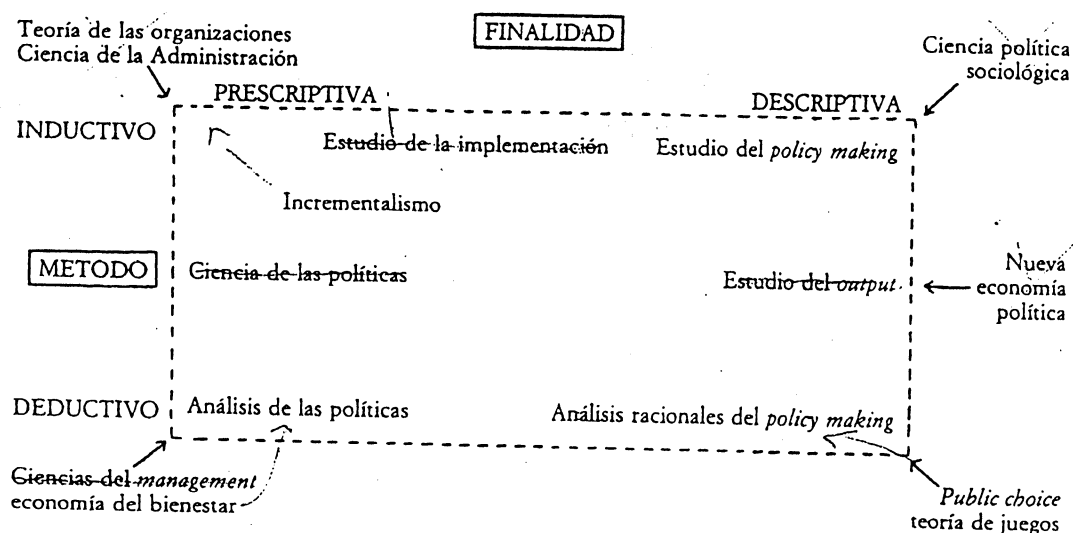 Teoría de las organizaciones
Ciencia de la Administración
FINALIDAD
Ciencia política
sociológica
PRESCRIPTIVA
DESCRIPTIVA
INDUCTIVO
Estudio de la implementación
Estudio del policy making
Incrementalismo
METODO
Ciencia de las políticas
Estudio del output
Nueva
economía
política
DEDUCTIVO
Análisis de las políticas
Análisis racionales del policy making
Ciencias del management
economía del bienestar
Public choice
teoría de juegos